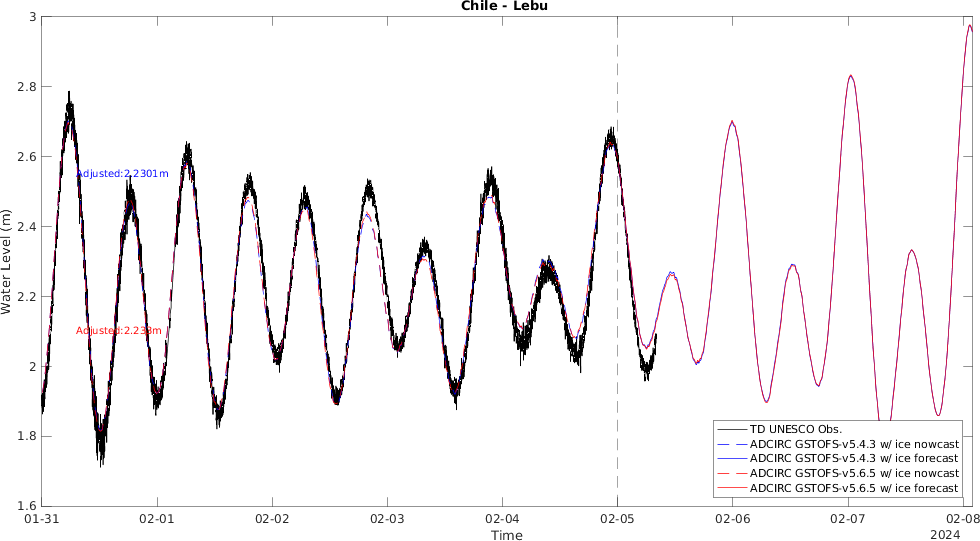 Chile - Lebu
Water Level (m)
3
2.8
2.6
2.4
2.2
2
1.8
1.6
Adjusted:2.2301m
Adjusted:2.233m
TD UNESCO Obs.
ADCIRC GSTOFS-v5.4.3 w/ ice nowcast
ADCIRC GSTOFS-v5.4.3 w/ ice forecast
ADCIRC GSTOFS-v5.6.5 w/ ice nowcast
ADCIRC GSTOFS-v5.6.5 w/ ice forecast
01-31 02-01 02-02 02-03 02-04 02-05 02-06 02-07 02-08
Time
2024